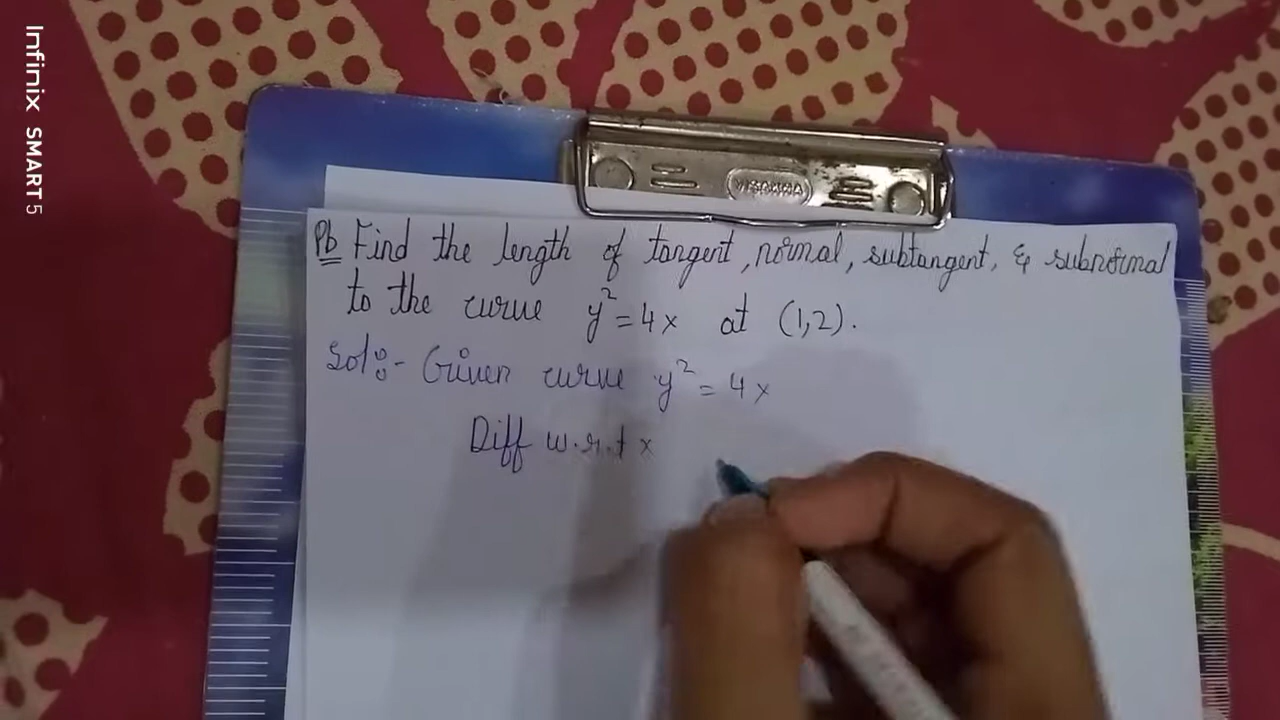 Infinix SMART 5
VISHKHA
Pb Find the length of tangent, normal, subtangent, & subnormal
to the curve y² = 4x at (1,2).
Sol:- Given curve y² = 4x
Diff w.r.t x